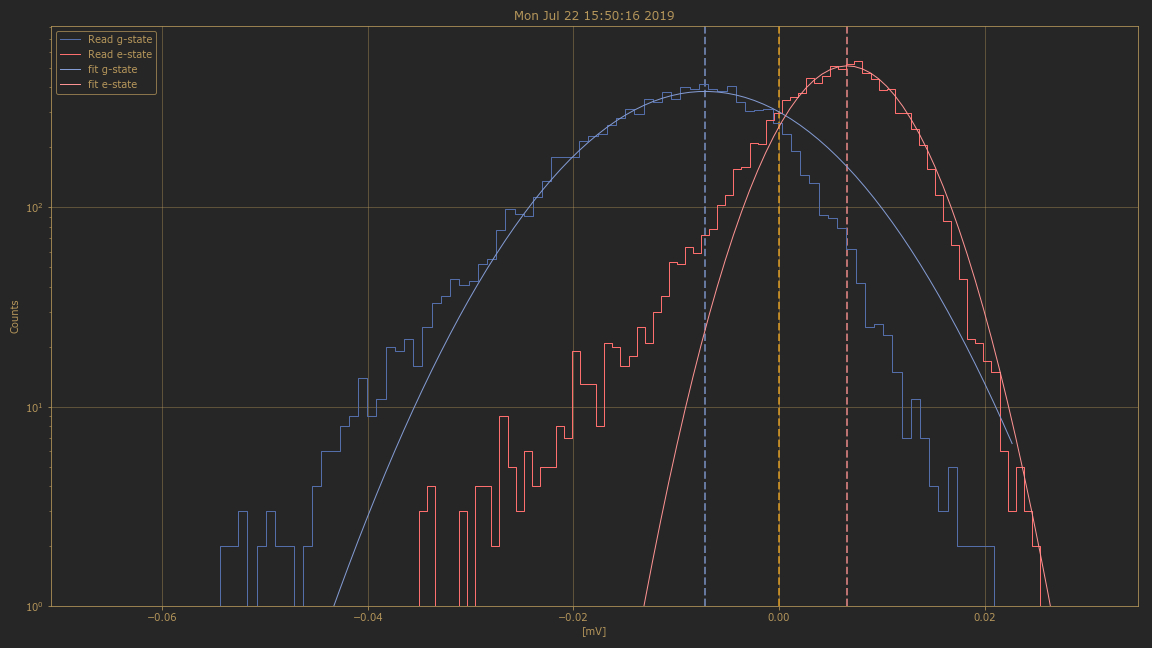 Mon Jul 22 15:50:16 2019
Read g-state
Read e-state
fit g-state
fit e-state
Counts
10²
10¹
10⁰
−0.06
−0.04
−0.02
0.00
0.02
[mV]